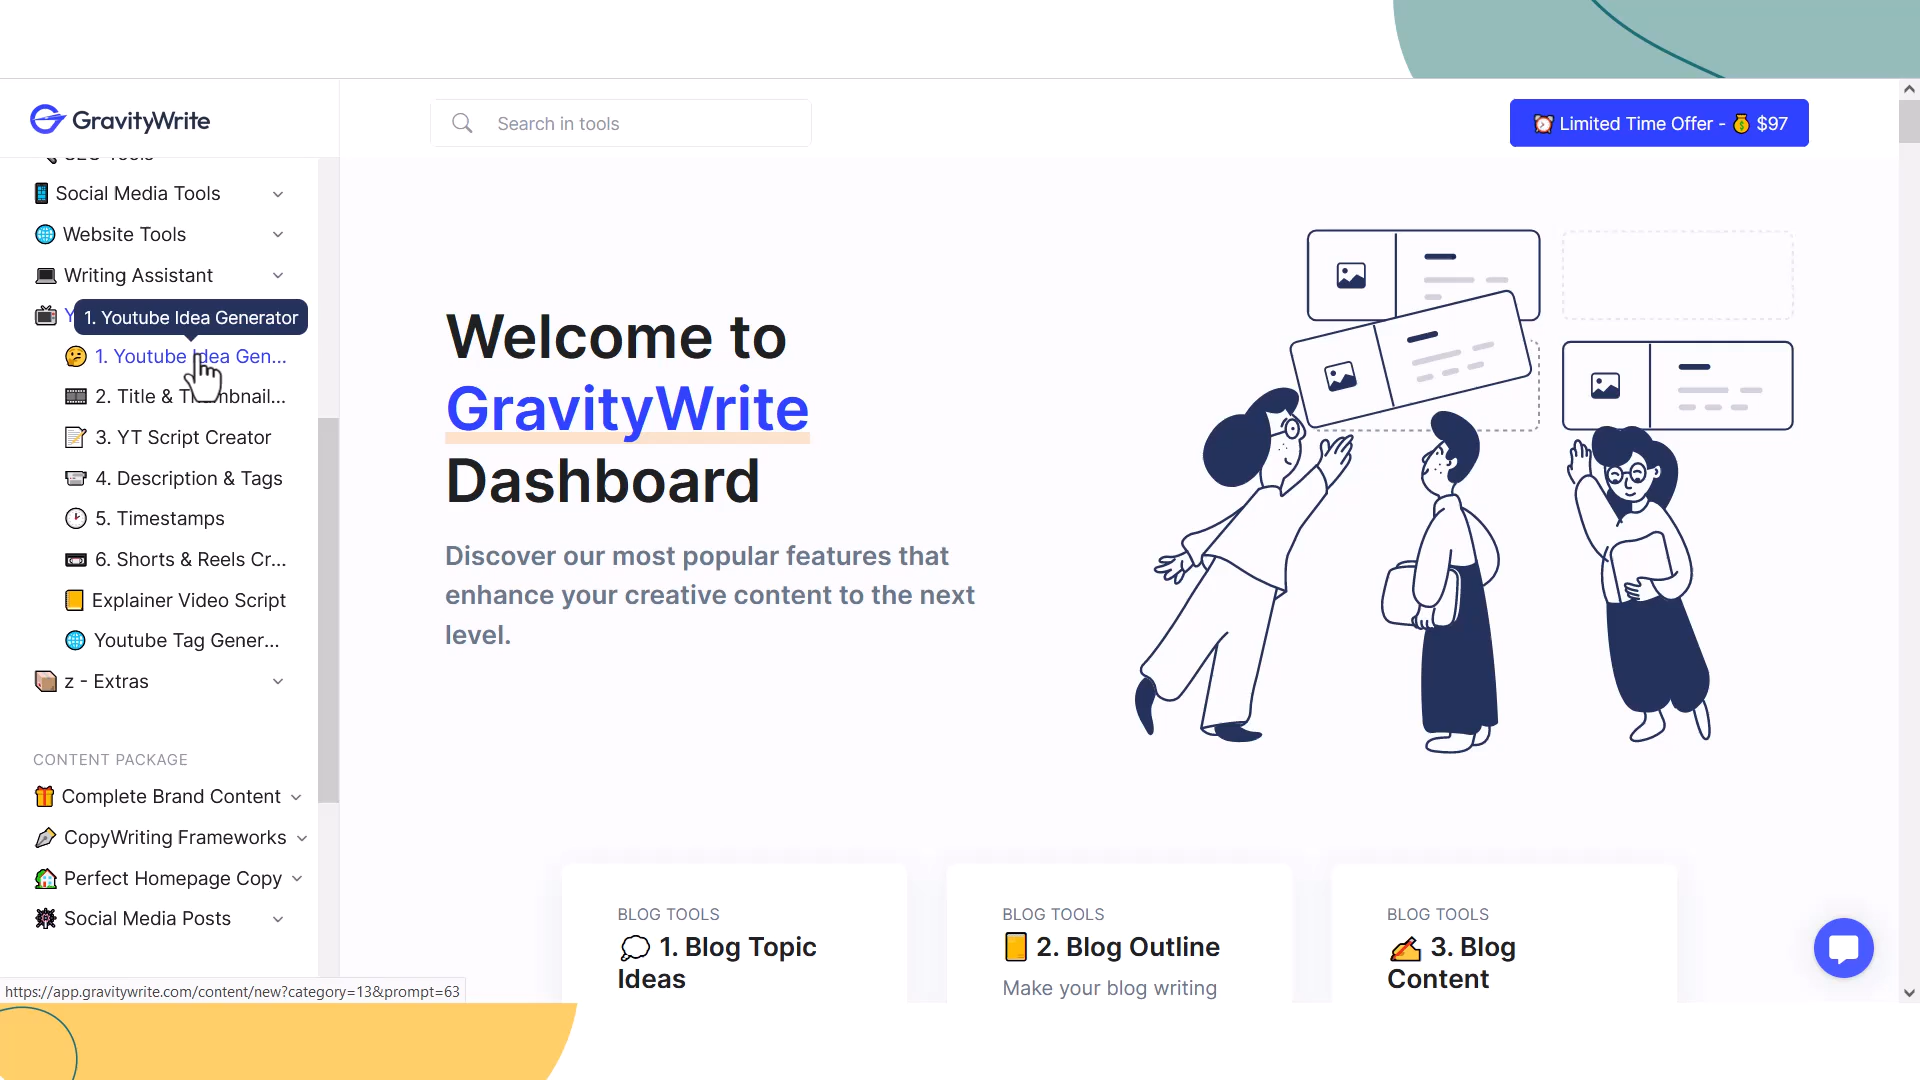 GravityWrite
Search in tools
Limited Time Offer - $97
SEO Tools
Social Media Tools
Website Tools
Writing Assistant
Y
1. Youtube Idea Generator
1. Youtube Idea Gen...
2. Title & Thumbnail...
3. YT Script Creator
4. Description & Tags
5. Timestamps
6. Shorts & Reels Cr...
Explainer Video Script
Youtube Tag Gener...
z - Extras
CONTENT PACKAGE
Complete Brand Content
CopyWriting Frameworks
Perfect Homepage Copy
Social Media Posts
https://app.gravitywrite.com/content/new?category=13&prompt=63
Welcome to
GravityWrite
Dashboard
Discover our most popular features that
enhance your creative content to the next
level.
BLOG TOOLS
1. Blog Topic
Ideas
BLOG TOOLS
2. Blog Outline
Make your blog writing
BLOG TOOLS
3. Blog
Content